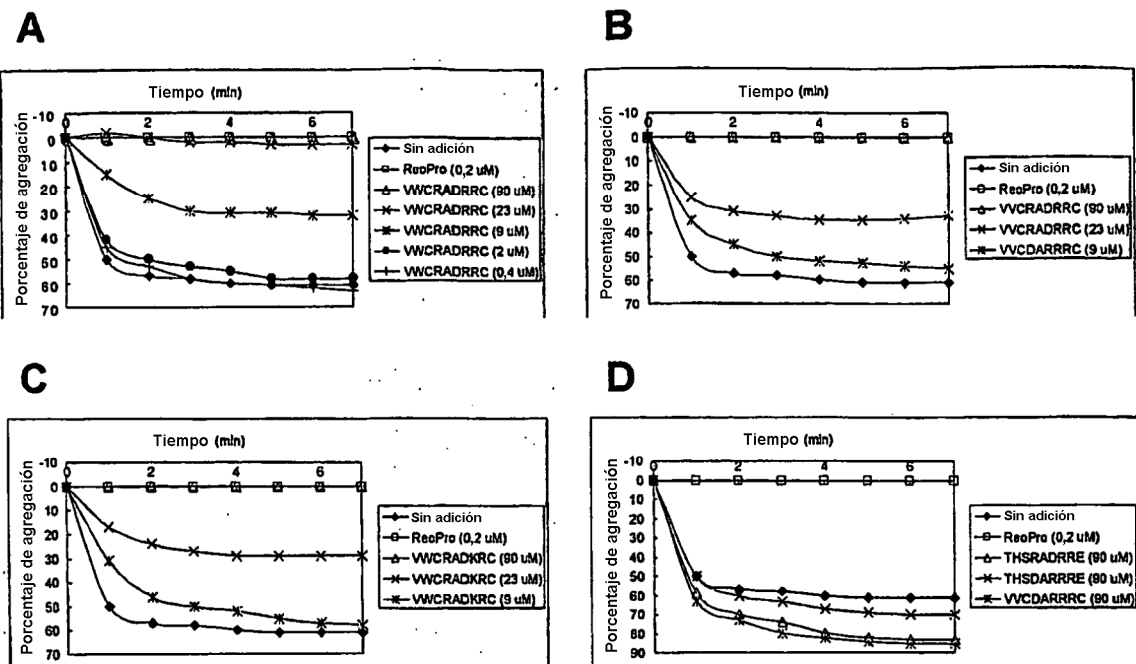 A
Tiempo (min)
Porcentaje de agregación
-10
0
10
20
30
40
50
60
70
0 2 4 6
Sin adición
ReoPro (0,2 uM)
VWCRADRRC (90 uM)
VWCRADRRC (23 uM)
VWCRADRRC (9 uM)
VWCRADRRC (2 uM)
VWCRADRRC (0,4 uM)
B
Tiempo (min)
Porcentaje de agregación
-10
0
10
20
30
40
50
60
70
0 2 4 6
Sin adición
ReoPro (0,2 uM)
VVCRADRRC (90 uM)
VVCRADRRC (23 uM)
VVCDARRRC (9 uM)
C
Tiempo (min)
Porcentaje de agregación
-10
0
10
20
30
40
50
60
70
0 2 4 6
Sin adición
ReoPro (0,2 uM)
VWCRADKRC (90 uM)
VWCRADKRC (23 uM)
VWCRADKRC (9 uM)
D
Tiempo (min)
Porcentaje de agregación
-10
0
10
20
30
40
50
60
70
80
90
0 2 4 6
Sin adición
ReoPro (0,2 uM)
THSRADRRE (90 uM)
THSDARRRE (90 uM)
VVCDARRRC (90 uM)